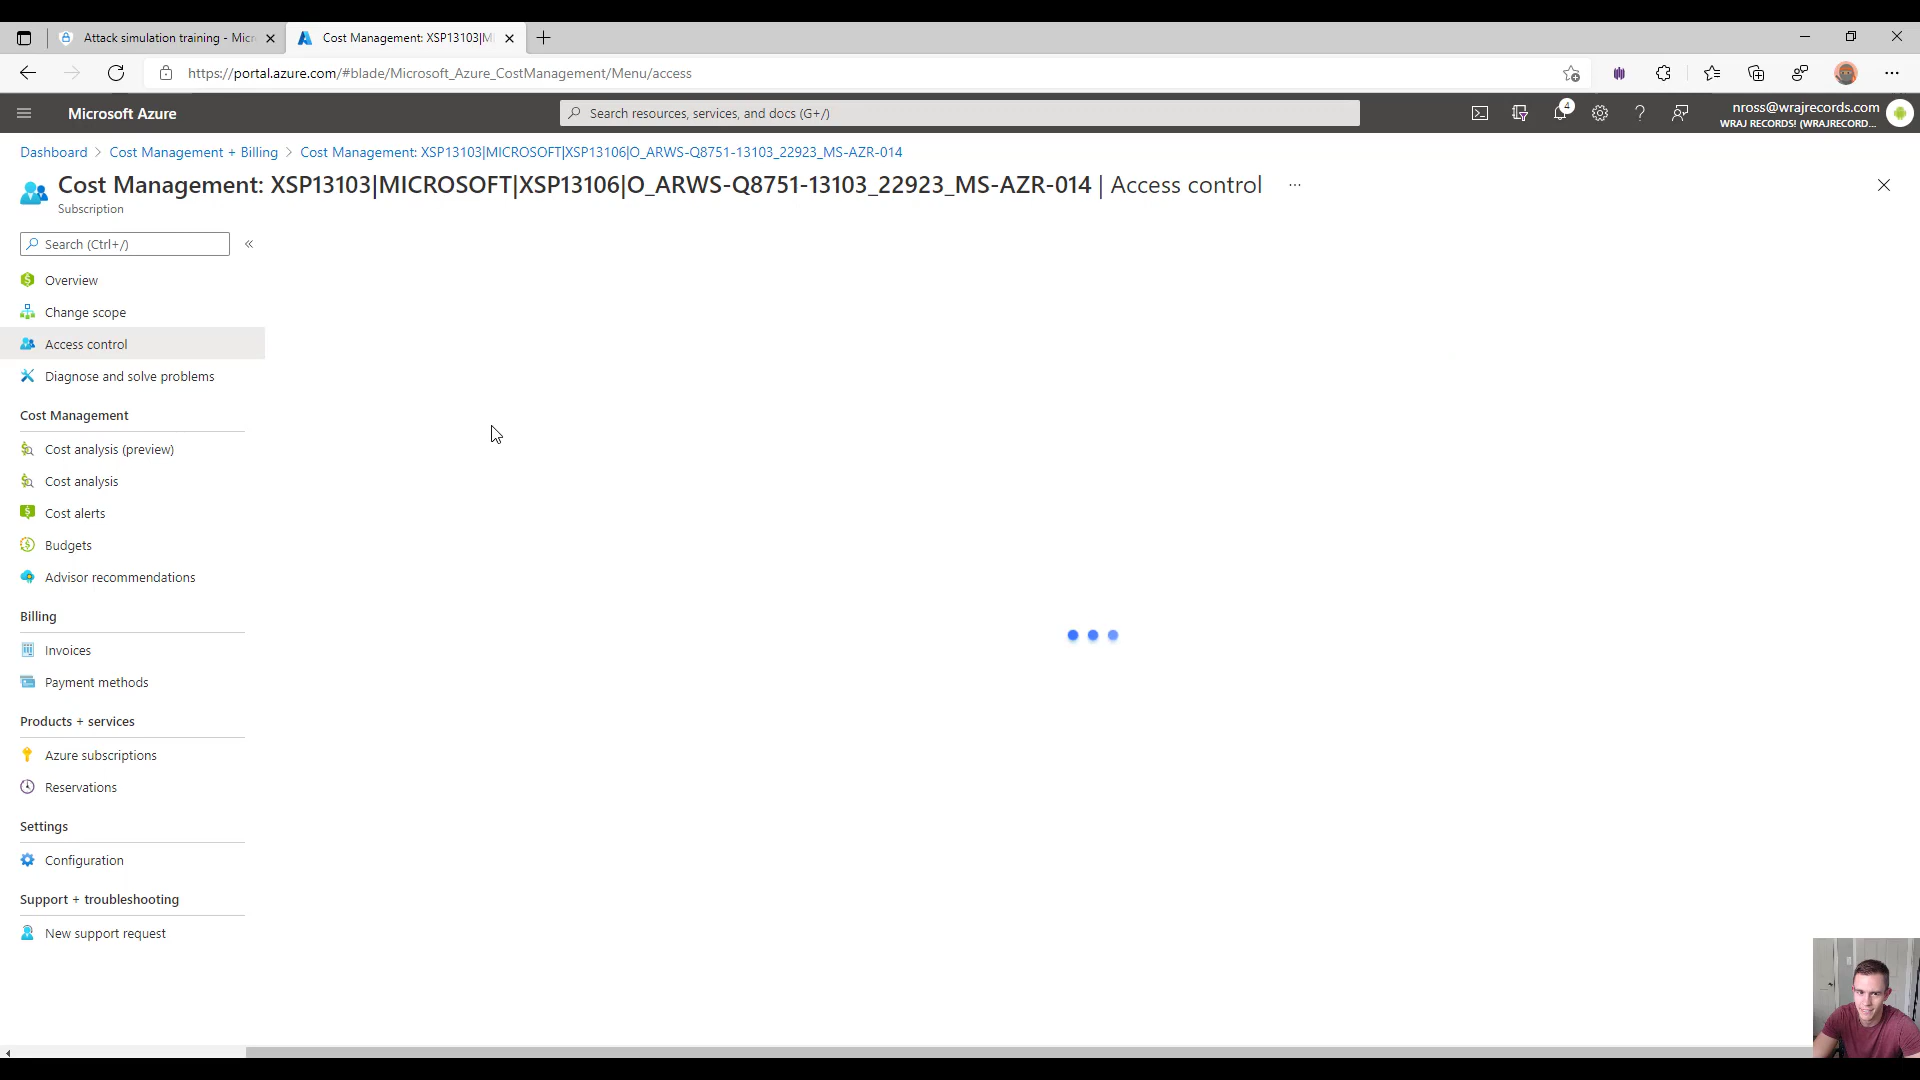 Attack simulation training - Micr
Cost Management: XSP13103|M
https://portal.azure.com/#blade/Microsoft_Azure_CostManagement/Menu/access
Microsoft Azure
Search resources, services, and docs (G+/)
4
nross@wrajrecords.com
WRAJ RECORDS! (WRAJRECORD...
Dashboard > Cost Management + Billing > Cost Management: XSP13103|MICROSOFT|XSP13106|O_ARWS-Q8751-13103_22923_MS-AZR-014
Cost Management: XSP13103|MICROSOFT|XSP13106|O_ARWS-Q8751-13103_22923_MS-AZR-014 | Access control ...
Subscription
Search (Ctrl+/)
Overview
Change scope
Access control
Diagnose and solve problems
Cost Management
Cost analysis (preview)
Cost analysis
Cost alerts
Budgets
Advisor recommendations
Billing
Invoices
Payment methods
Products + services
Azure subscriptions
Reservations
Settings
Configuration
Support + troubleshooting
New support request